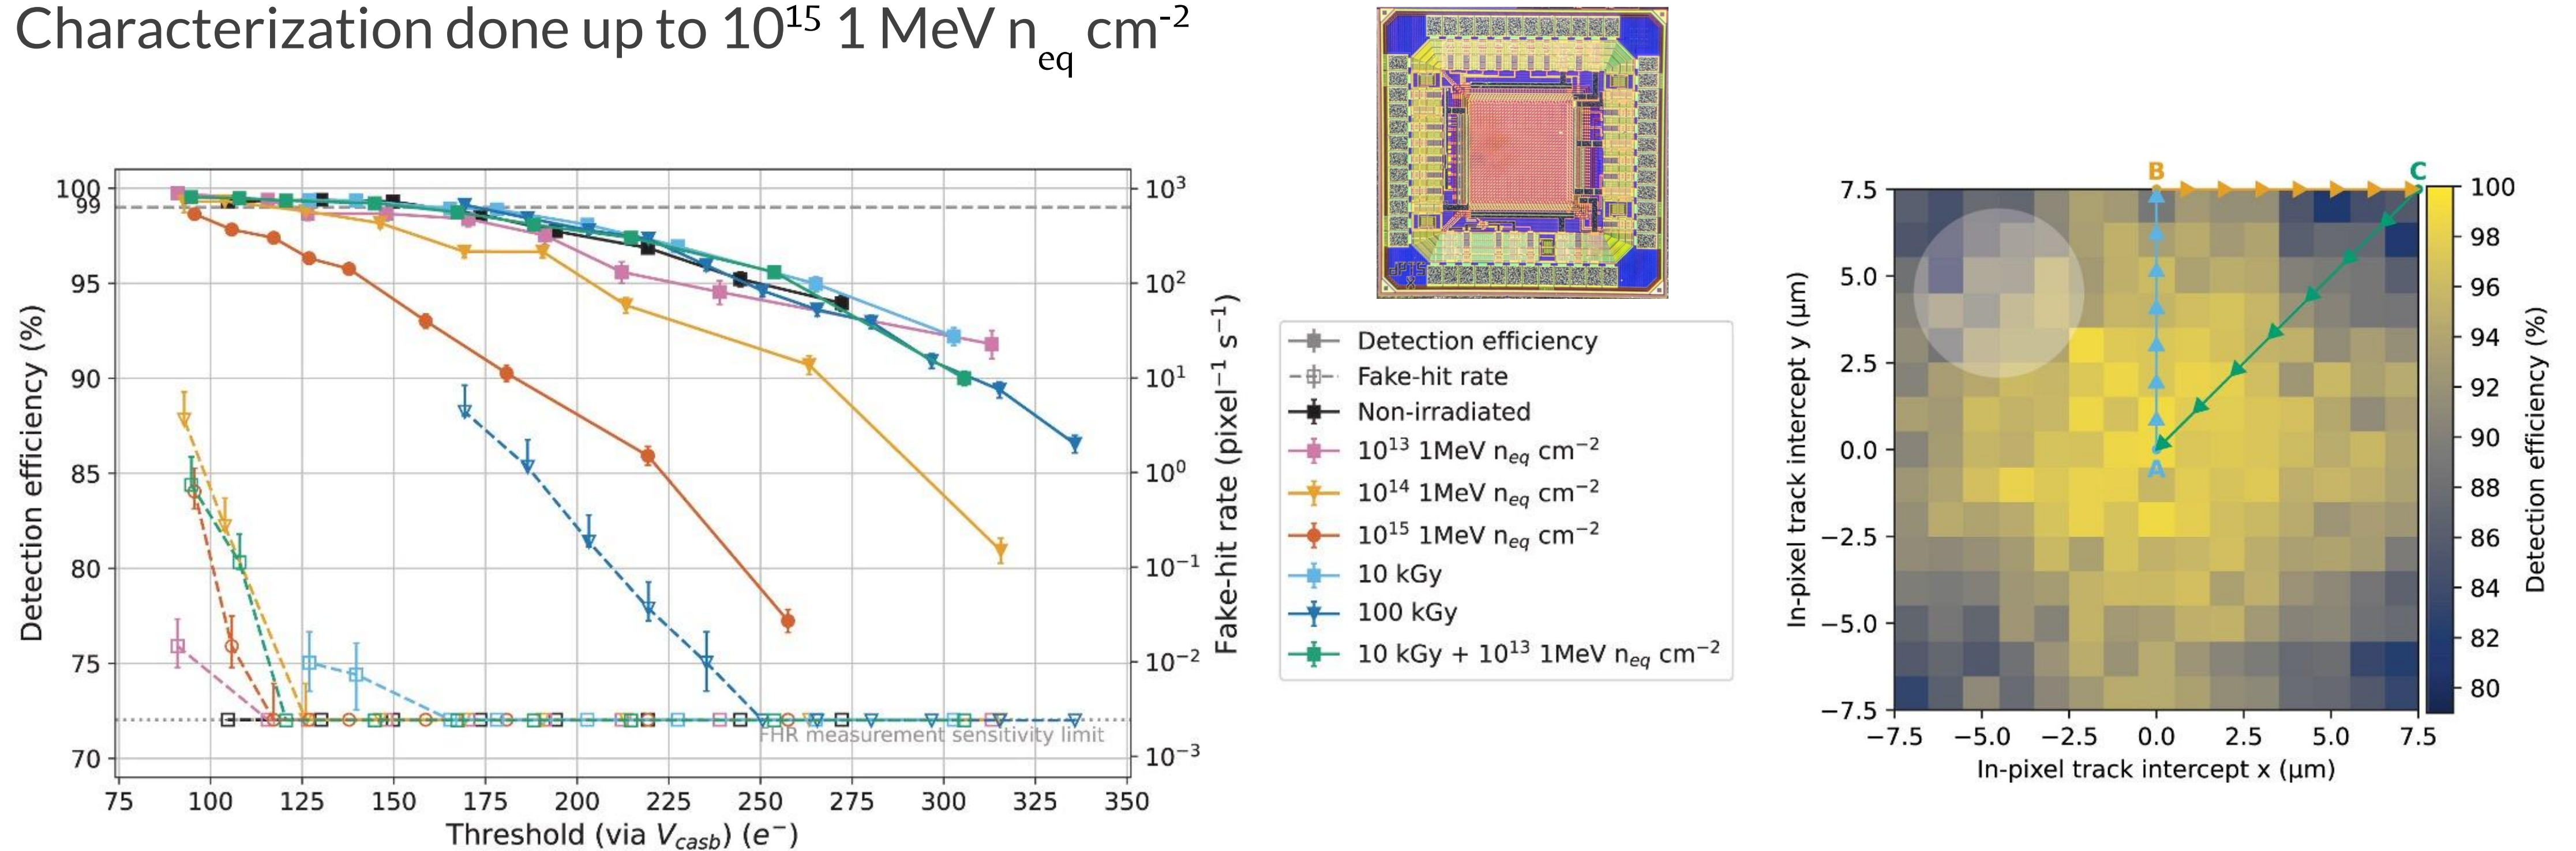 Characterization done up to 10¹⁵ 1 MeV n_eq cm⁻²
Detection efficiency (%)
100
99
95
90
85
80
75
70
10³
10²
10¹
10⁰
10⁻¹
10⁻²
10⁻³
Fake-hit rate (pixel⁻¹ s⁻¹)
FHR measurement sensitivity limit
75 100 125 150 175 200 225 250 275 300 325 350
Threshold (via V_casb) (e⁻)
Detection efficiency
Fake-hit rate
Non-irradiated
10¹³ 1MeV n_eq cm⁻²
10¹⁴ 1MeV n_eq cm⁻²
10¹⁵ 1MeV n_eq cm⁻²
10 kGy
100 kGy
10 kGy + 10¹³ 1MeV n_eq cm⁻²
B
C
A
In-pixel track intercept y (μm)
7.5
5.0
2.5
0.0
−2.5
−5.0
−7.5
−7.5 −5.0 −2.5 0.0 2.5 5.0 7.5
In-pixel track intercept x (μm)
100
98
96
94
92
90
88
86
84
82
80
Detection efficiency (%)